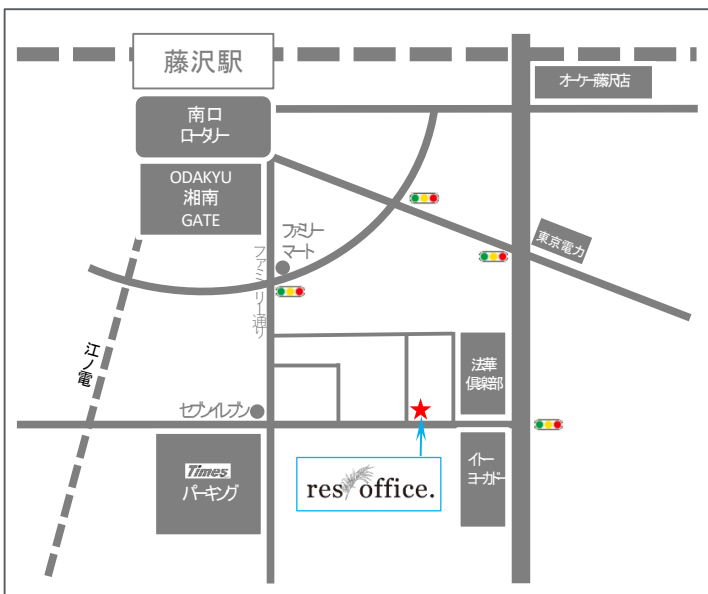 藤沢駅
オーケー藤沢店
南口
ロータリー
ODAKYU
湘南
GATE
ファミリー
マート
東京電力
ファミリー通り
江ノ電
法華
倶楽部
セブンイレブン
Times
パーキング
res office.
イトー
ヨーカドー